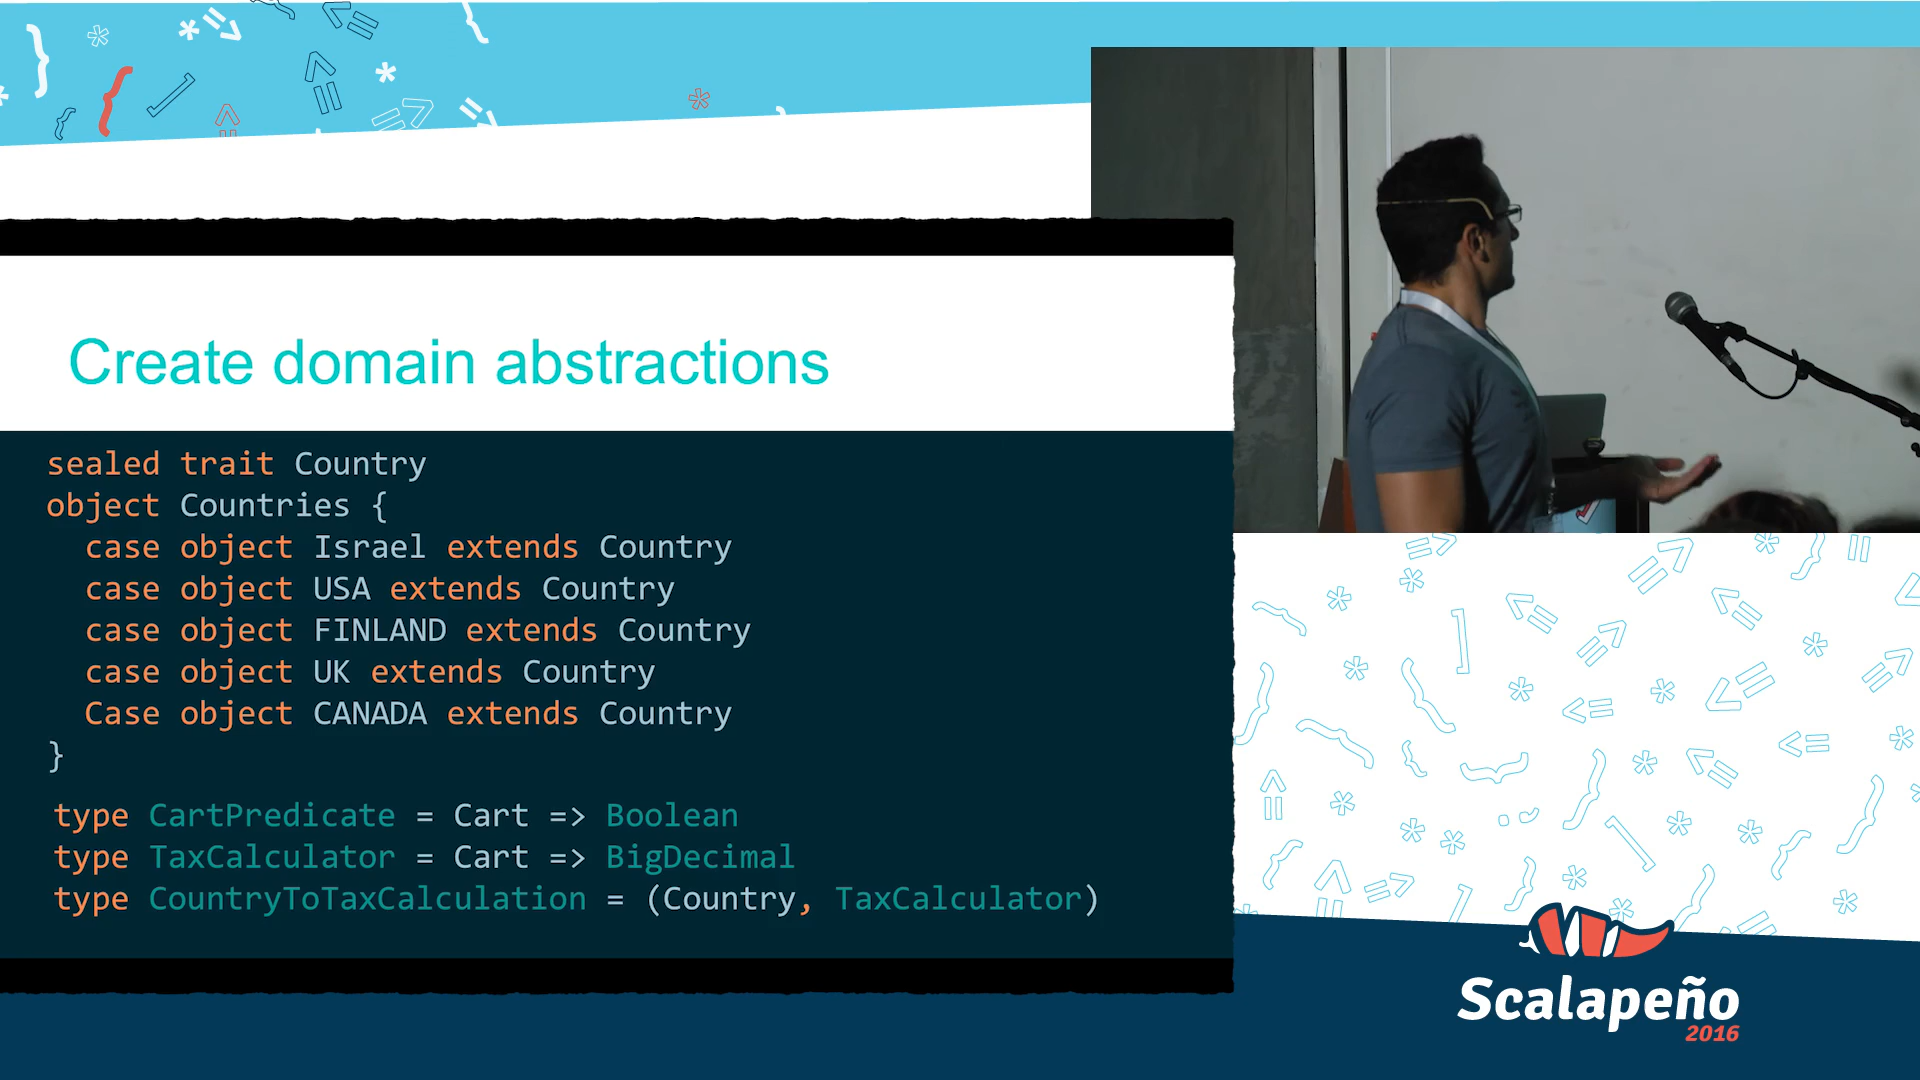 Create domain abstractions
sealed trait Country
object Countries {
case object Israel extends Country
case object USA extends Country
case object FINLAND extends Country
case object UK extends Country
Case object CANADA extends Country
}
type CartPredicate = Cart => Boolean
type TaxCalculator = Cart => BigDecimal
type CountryToTaxCalculation = (Country, TaxCalculator)
Scalapeño
2016